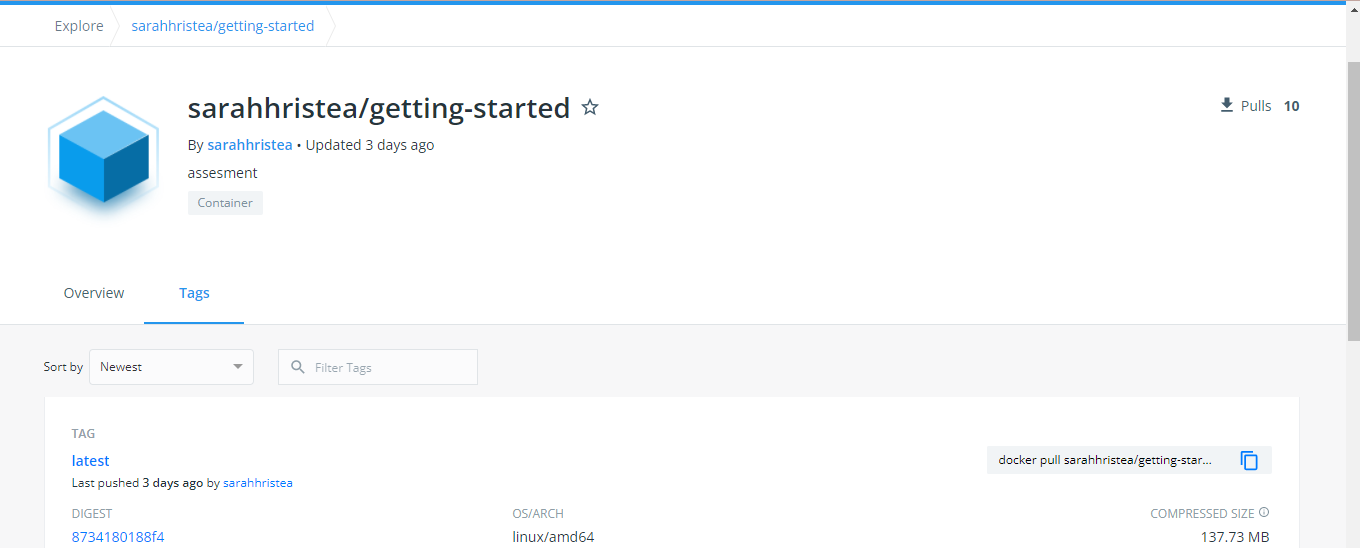 Explore sarahhristea/getting-started
sarahhristea/getting-started
Pulls 10
By sarahhristea • Updated 3 days ago
assesment
Container
Overview Tags
Sort by Newest Filter Tags
TAG
latest
docker pull sarahhristea/getting-star...
Last pushed 3 days ago by sarahhristea
DIGEST OS/ARCH COMPRESSED SIZE
8734180188f4 linux/amd64 137.73 MB